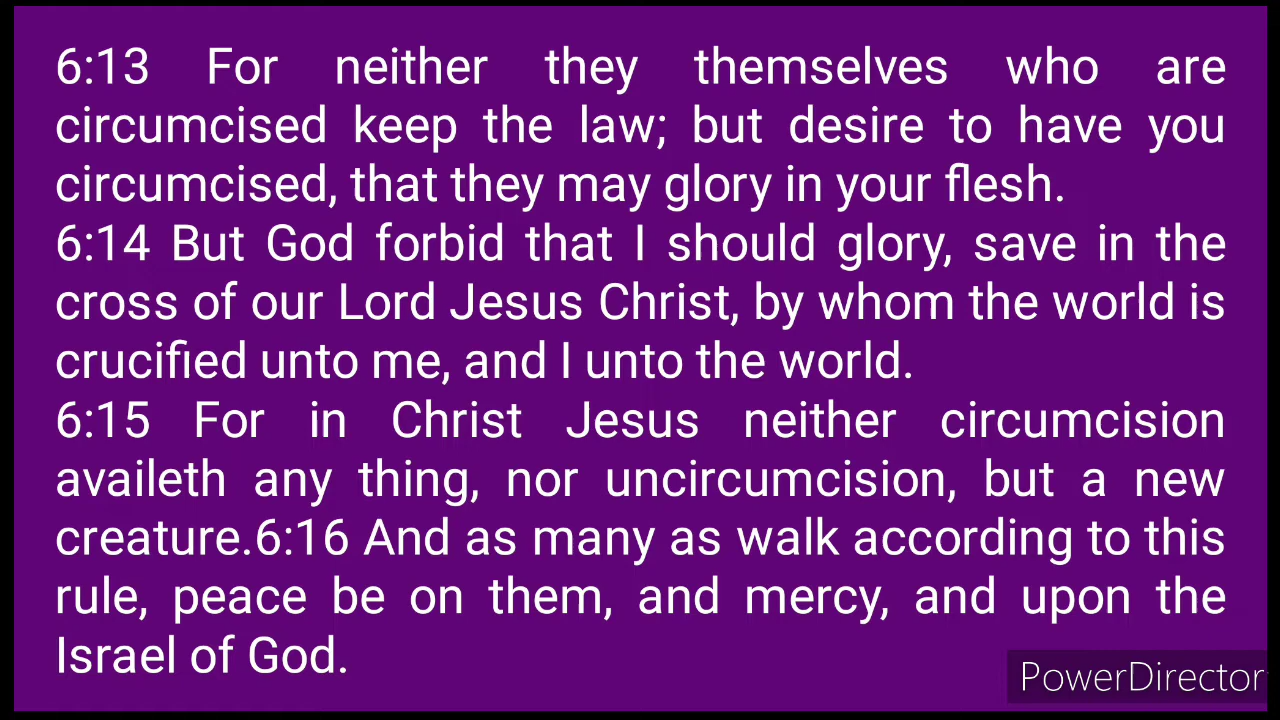 6:13 For neither they themselves who are
circumcised keep the law; but desire to have you
circumcised, that they may glory in your flesh.
6:14 But God forbid that I should glory, save in the
cross of our Lord Jesus Christ, by whom the world is
crucified unto me, and I unto the world.
6:15 For in Christ Jesus neither circumcision
availeth any thing, nor uncircumcision, but a new
creature.6:16 And as many as walk according to this
rule, peace be on them, and mercy, and upon the
Israel of God.
PowerDirector